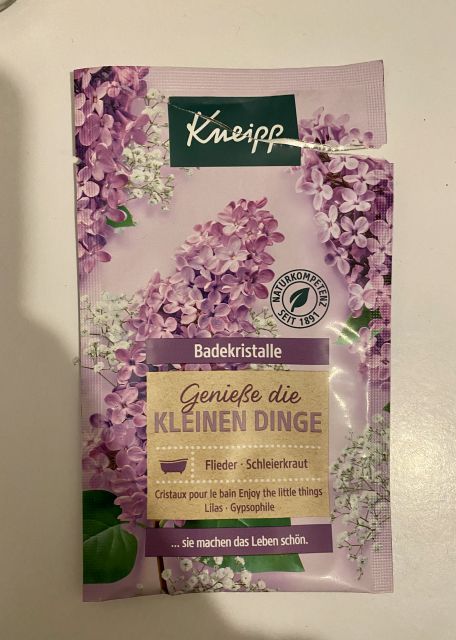 Kneipp
NATURKOMPETENZ
SEIT 1891
Badekristalle
Genieße die
KLEINEN DINGE
Flieder · Schleierkraut
Cristaux pour le bain Enjoy the little things
Lilas · Gypsophile
... sie machen das Leben schön.